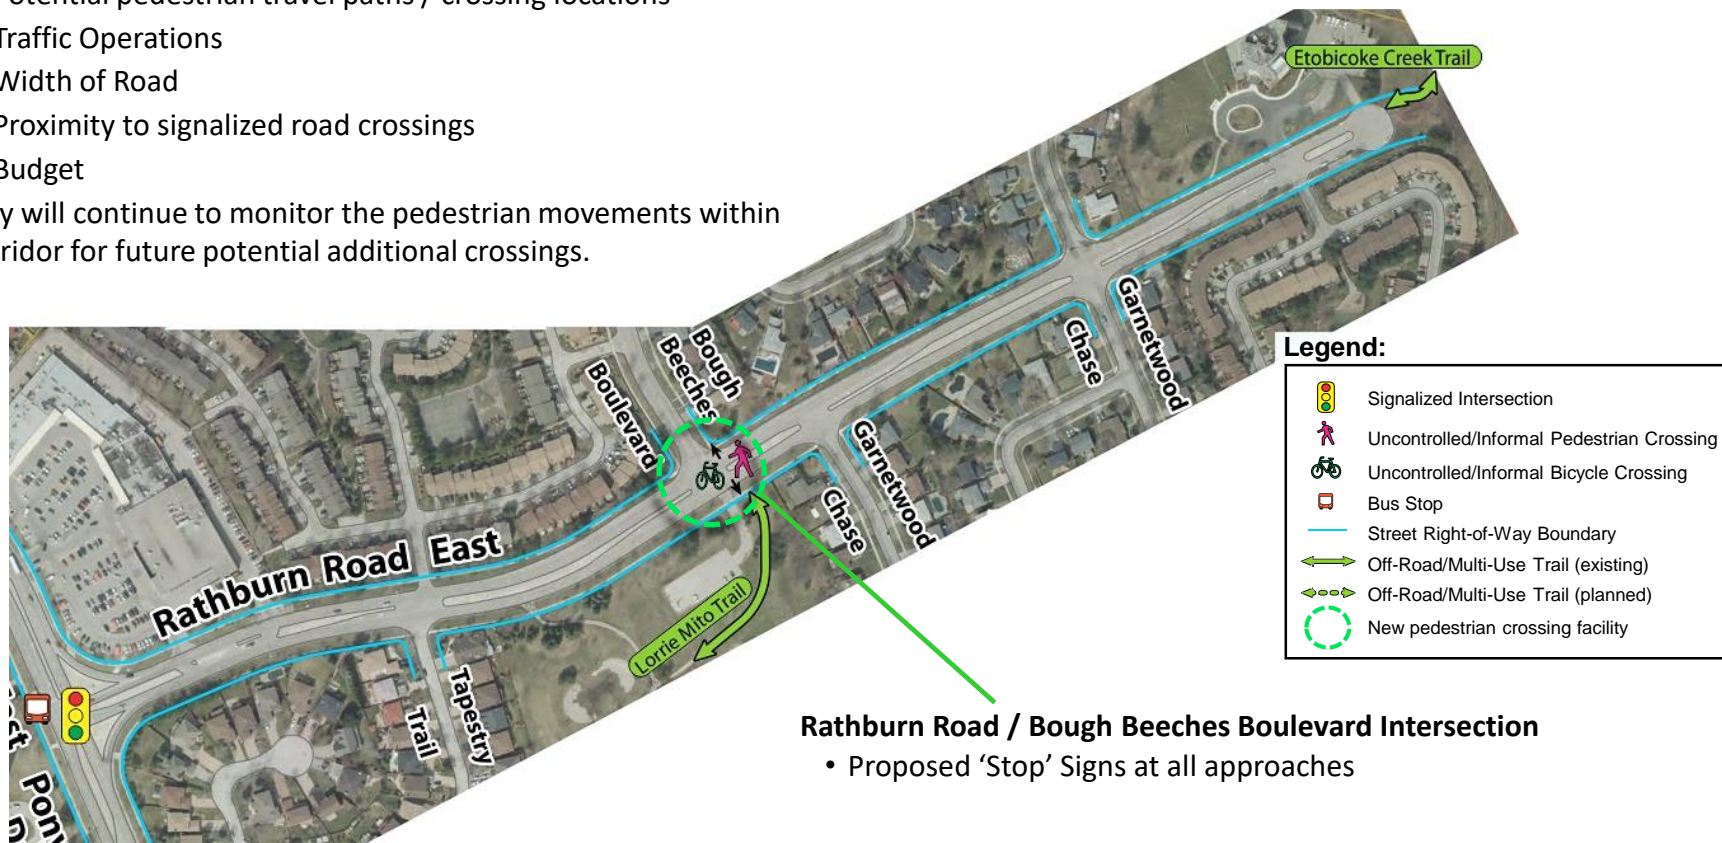 otential pedestrian travel paths / crossing locations
Traffic Operations
Width of Road
Proximity to signalized road crossings
Budget
y will continue to monitor the pedestrian movements within
rridor for future potential additional crossings.
Etobicoke Creek Trail
Garnetwood
Chase
Bough
Beeches
Boulevard
Garnetwood
Chase
Rathburn Road East
Lorrie Mito Trail
Tapestry
Trail
Pony
Legend:
Signalized Intersection
Uncontrolled/Informal Pedestrian Crossing
Uncontrolled/Informal Bicycle Crossing
Bus Stop
Street Right-of-Way Boundary
Off-Road/Multi-Use Trail (existing)
Off-Road/Multi-Use Trail (planned)
New pedestrian crossing facility
Rathburn Road / Bough Beeches Boulevard Intersection
• Proposed ‘Stop’ Signs at all approaches